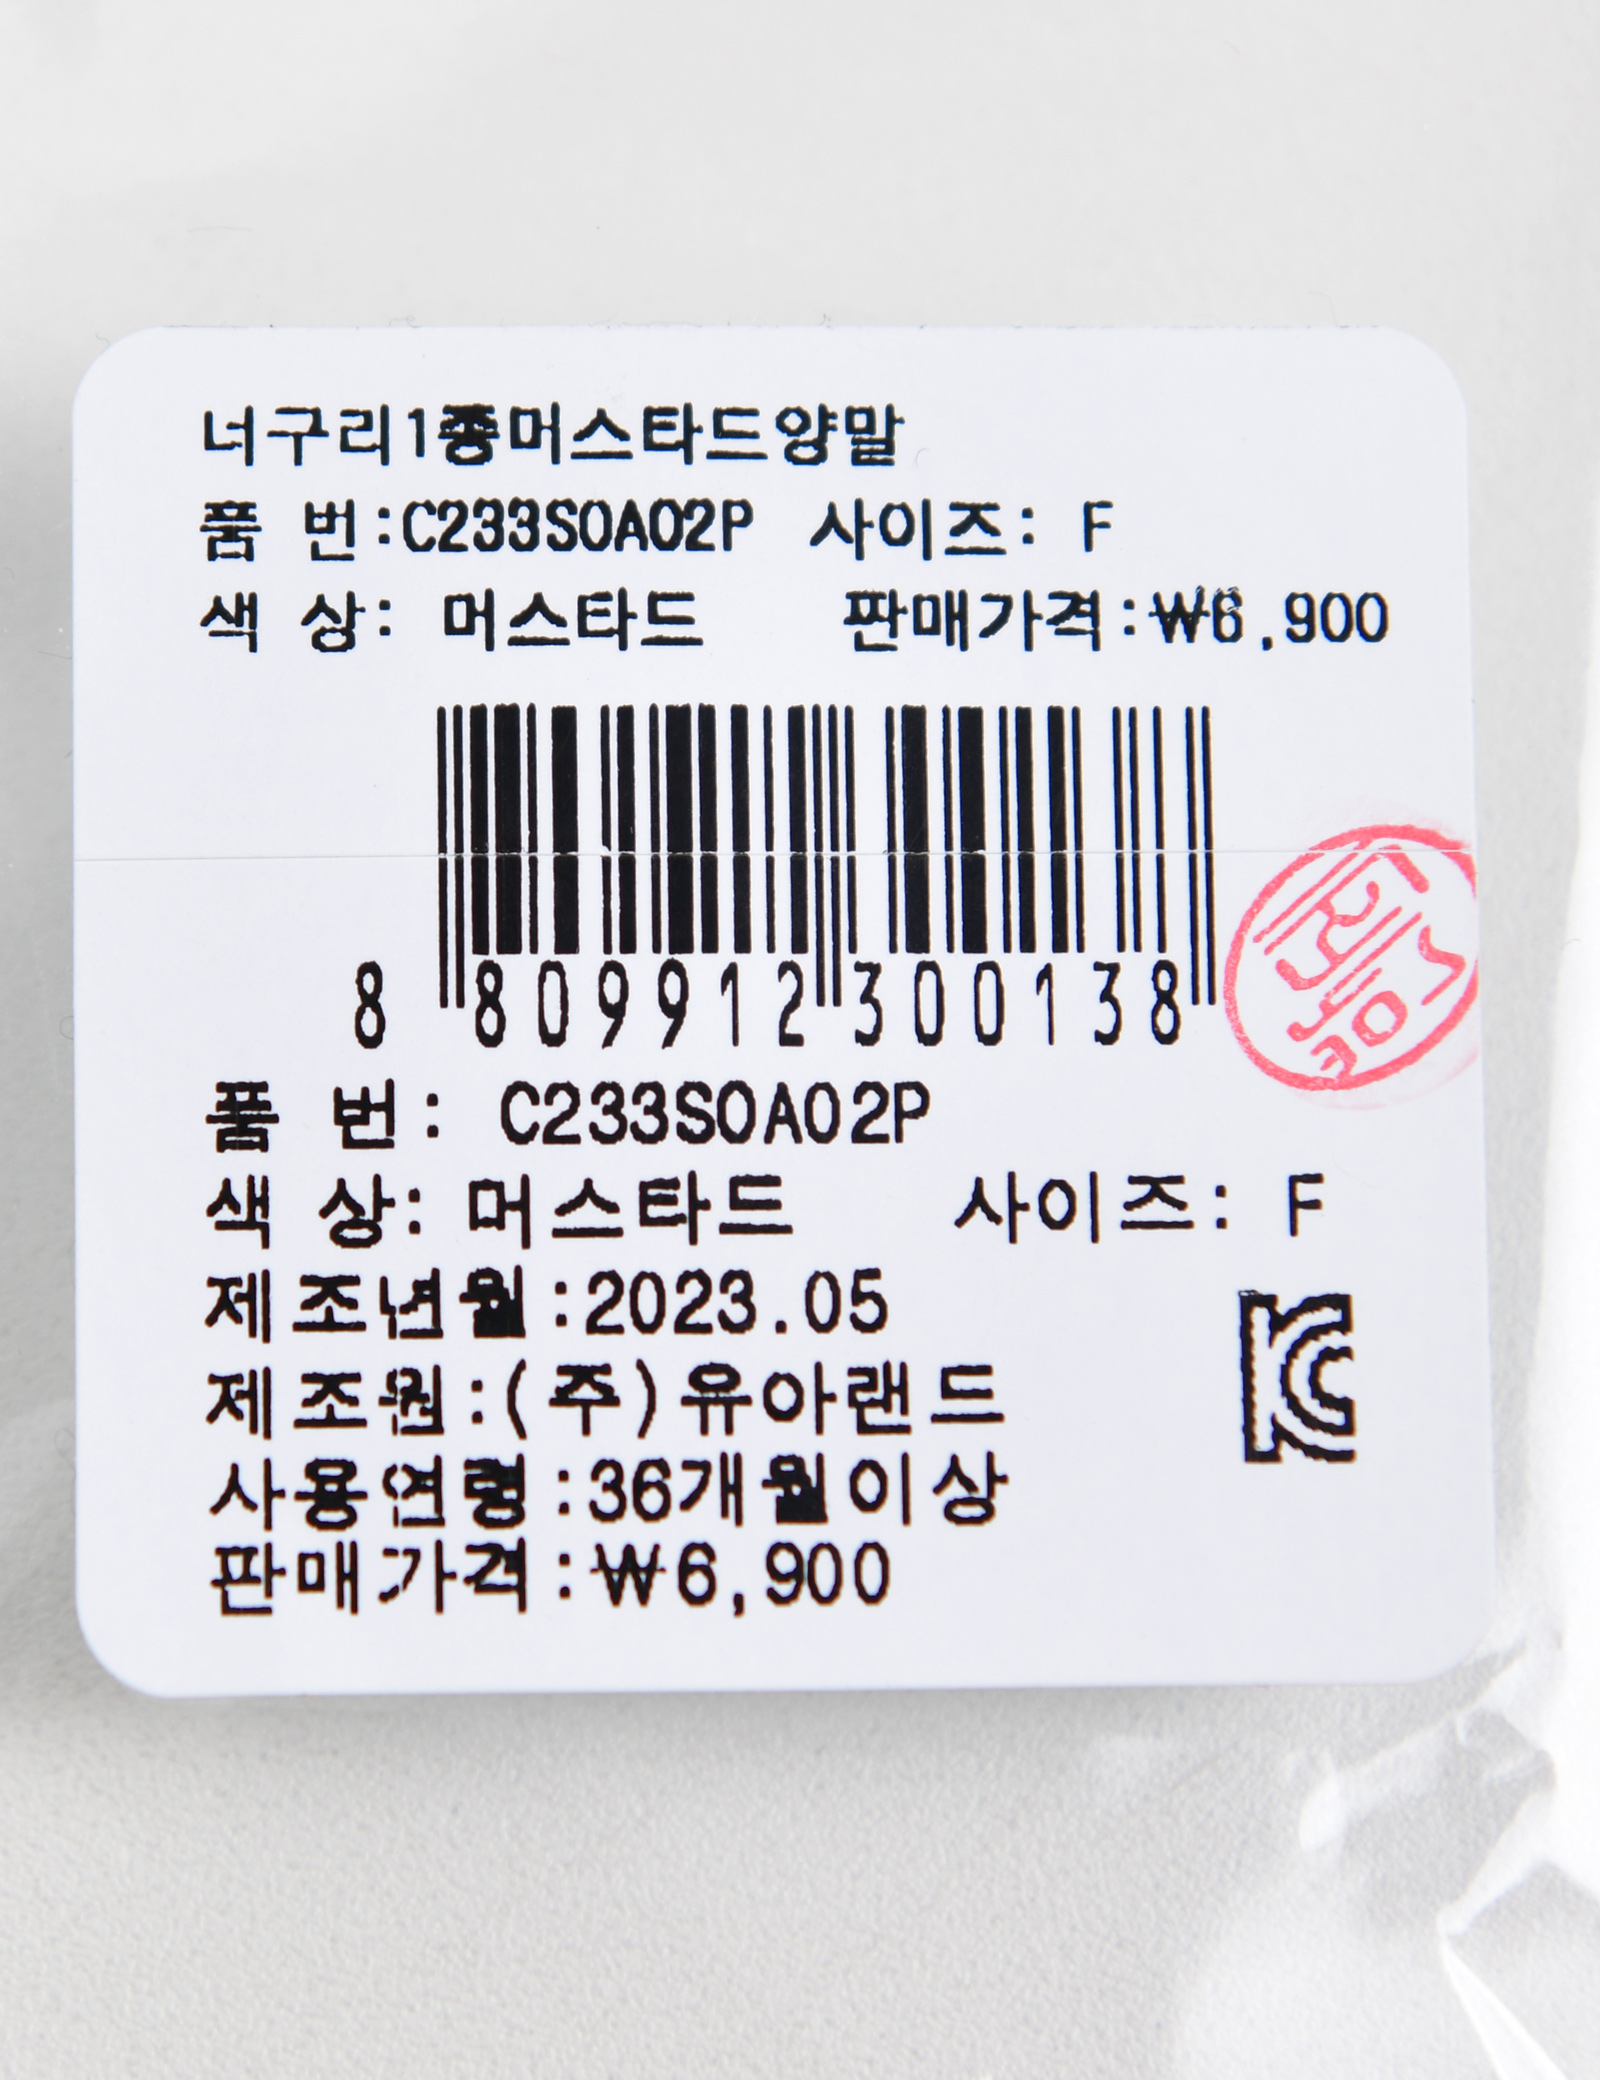 너구리1종머스타드양말
품 번:C233SOA02P 사이즈: F
색 상: 머스타드 판매가격:₩6,900
8 809912 300138
품 번: C233SOA02P
색 상: 머스타드 사이즈: F
제조년월:2023.05
제조원:(주)유아랜드
사용연령:36개월이상
판매가격:₩6,900
KC